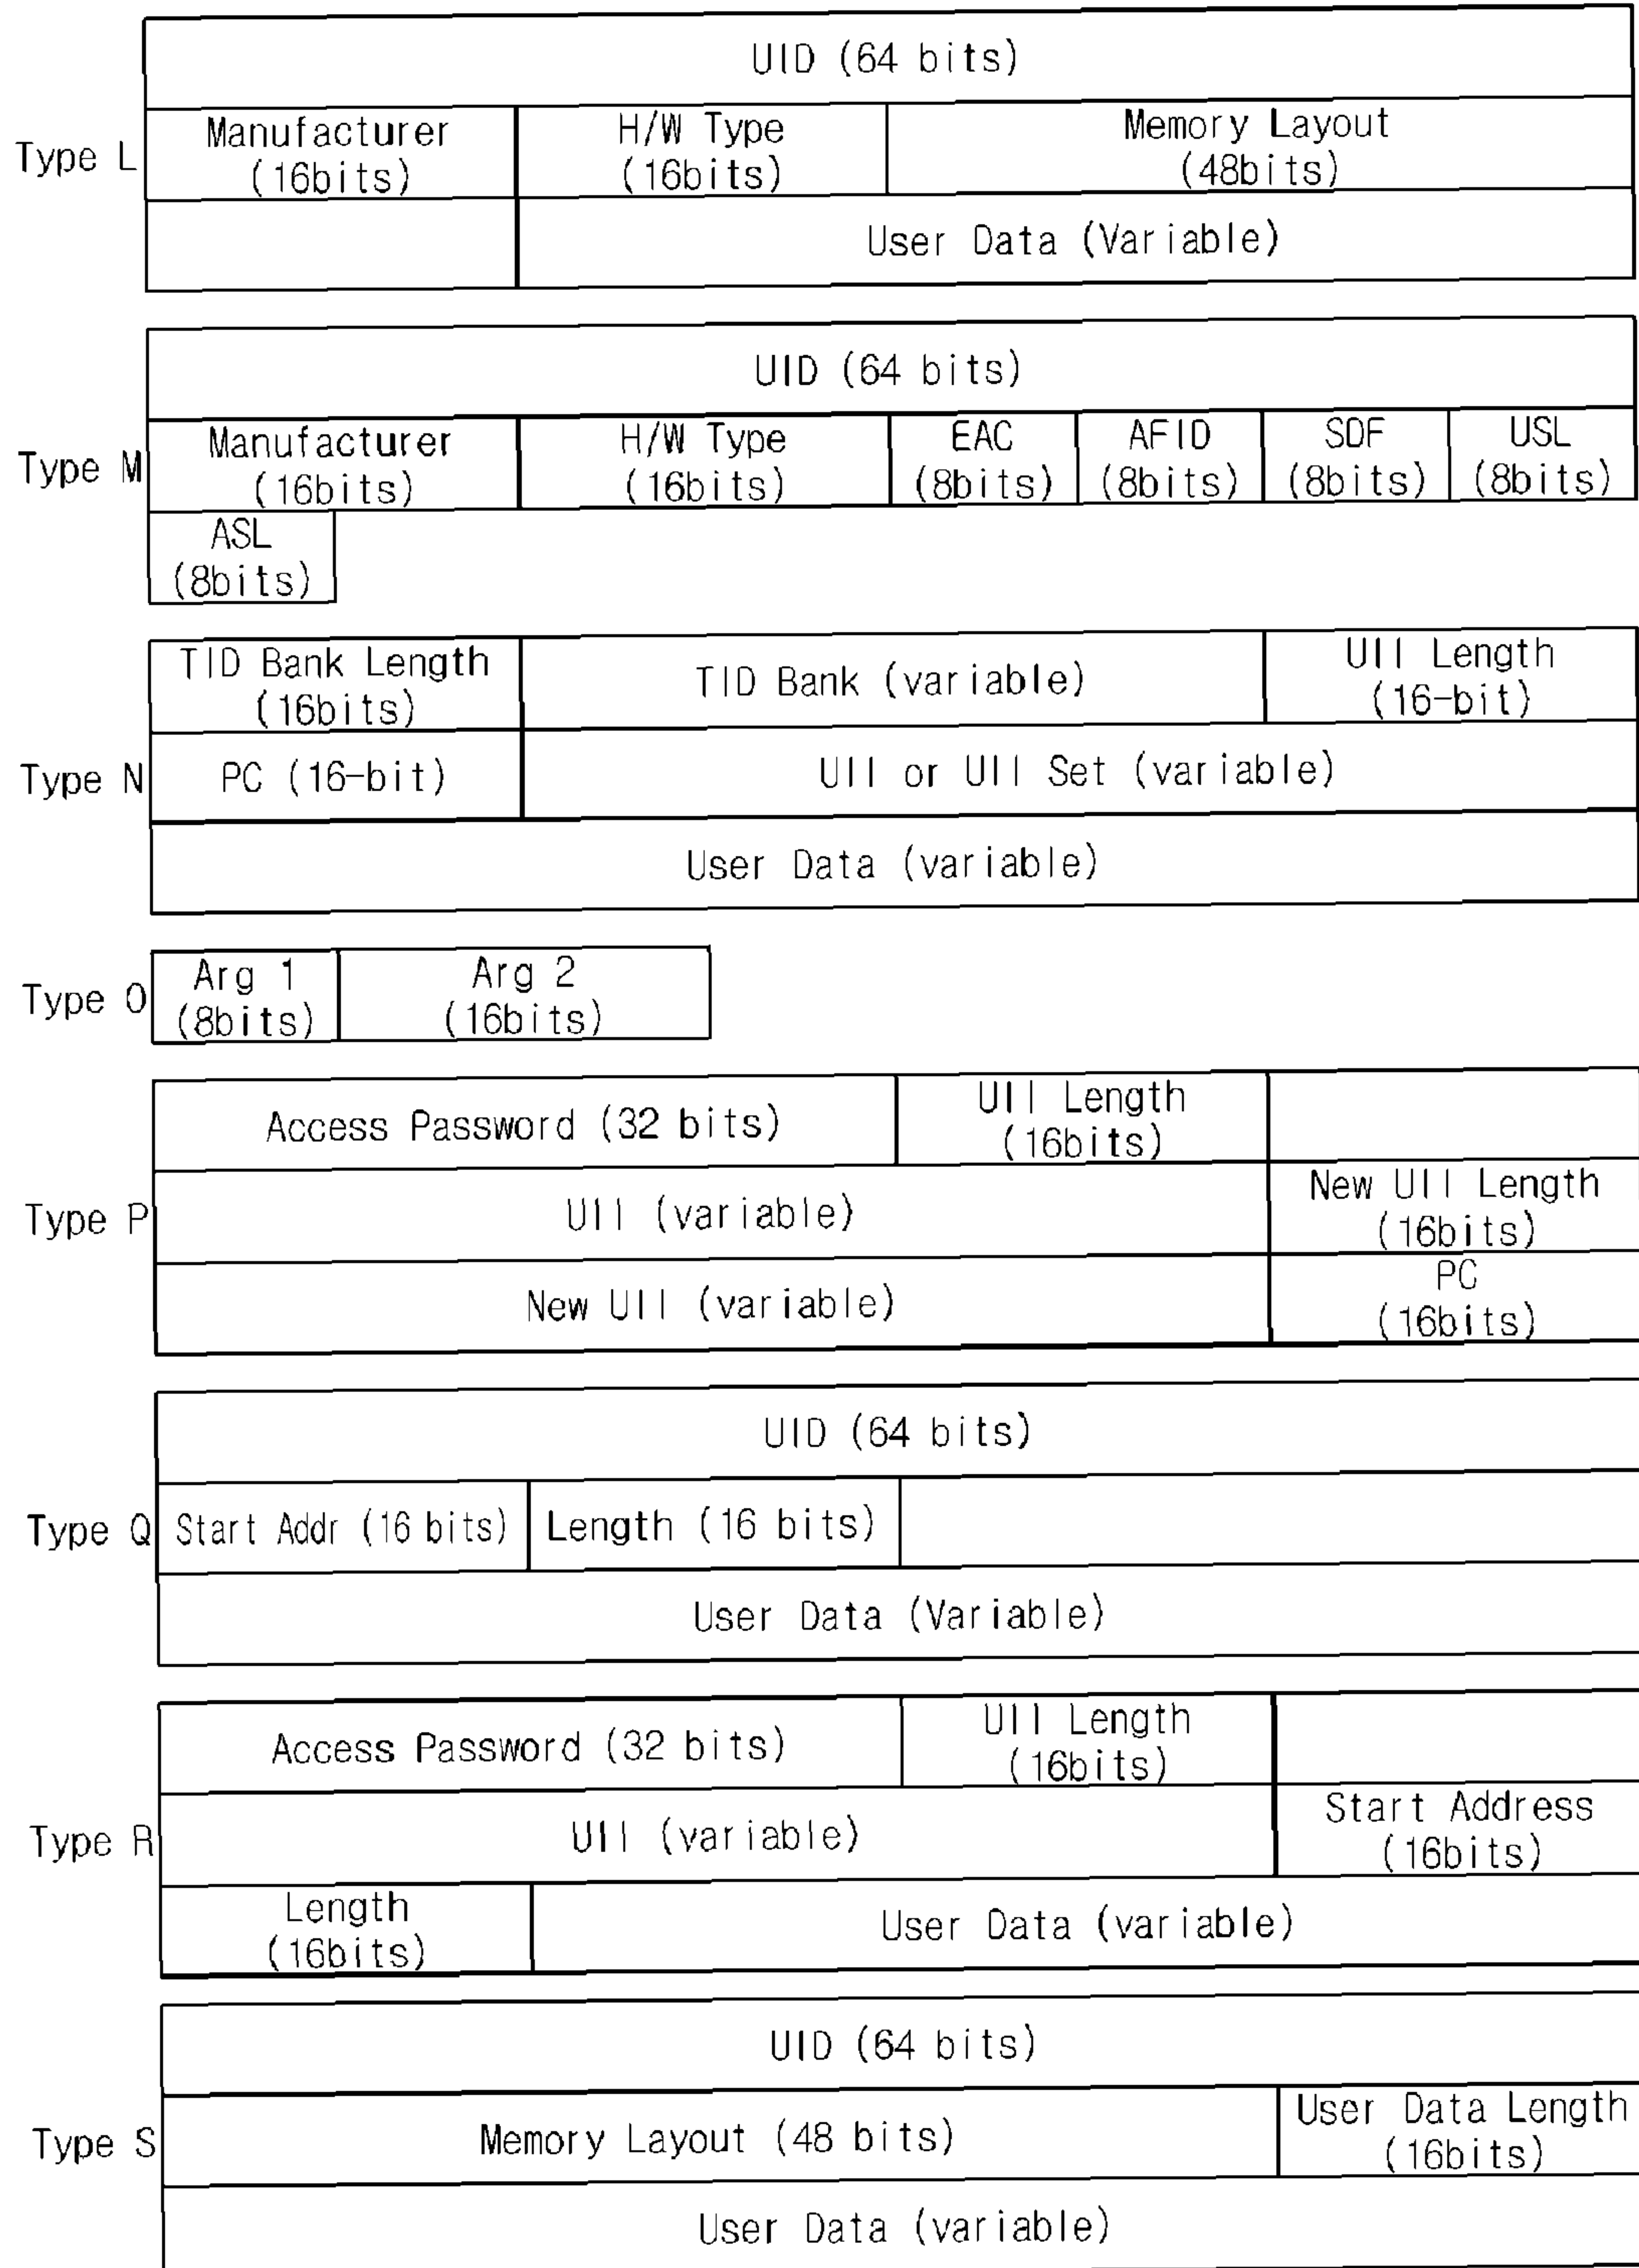 UID (64 bits)
Type L
Manufacturer
(16bits)
H/W Type
(16bits)
Memory Layout
(48bits)
User Data (Variable)
UID (64 bits)
Type M
Manufacturer
(16bits)
H/W Type
(16bits)
EAC
(8bits)
AFID
(8bits)
SDF
(8bits)
USL
(8bits)
ASL
(8bits)
TID Bank Length
(16bits)
TID Bank (variable)
UII Length
(16-bit)
Type N
PC (16-bit)
UII or UII Set (variable)
User Data (variable)
Type O
Arg 1
(8bits)
Arg 2
(16bits)
Access Password (32 bits)
UII Length
(16bits)
Type P
UII (variable)
New UII Length
(16bits)
New UII (variable)
PC
(16bits)
UID (64 bits)
Type Q
Start Addr (16 bits)
Length (16 bits)
User Data (Variable)
Access Password (32 bits)
UII Length
(16bits)
Type R
UII (variable)
Start Address
(16bits)
Length
(16bits)
User Data (variable)
UID (64 bits)
Type S
Memory Layout (48 bits)
User Data Length
(16bits)
User Data (variable)